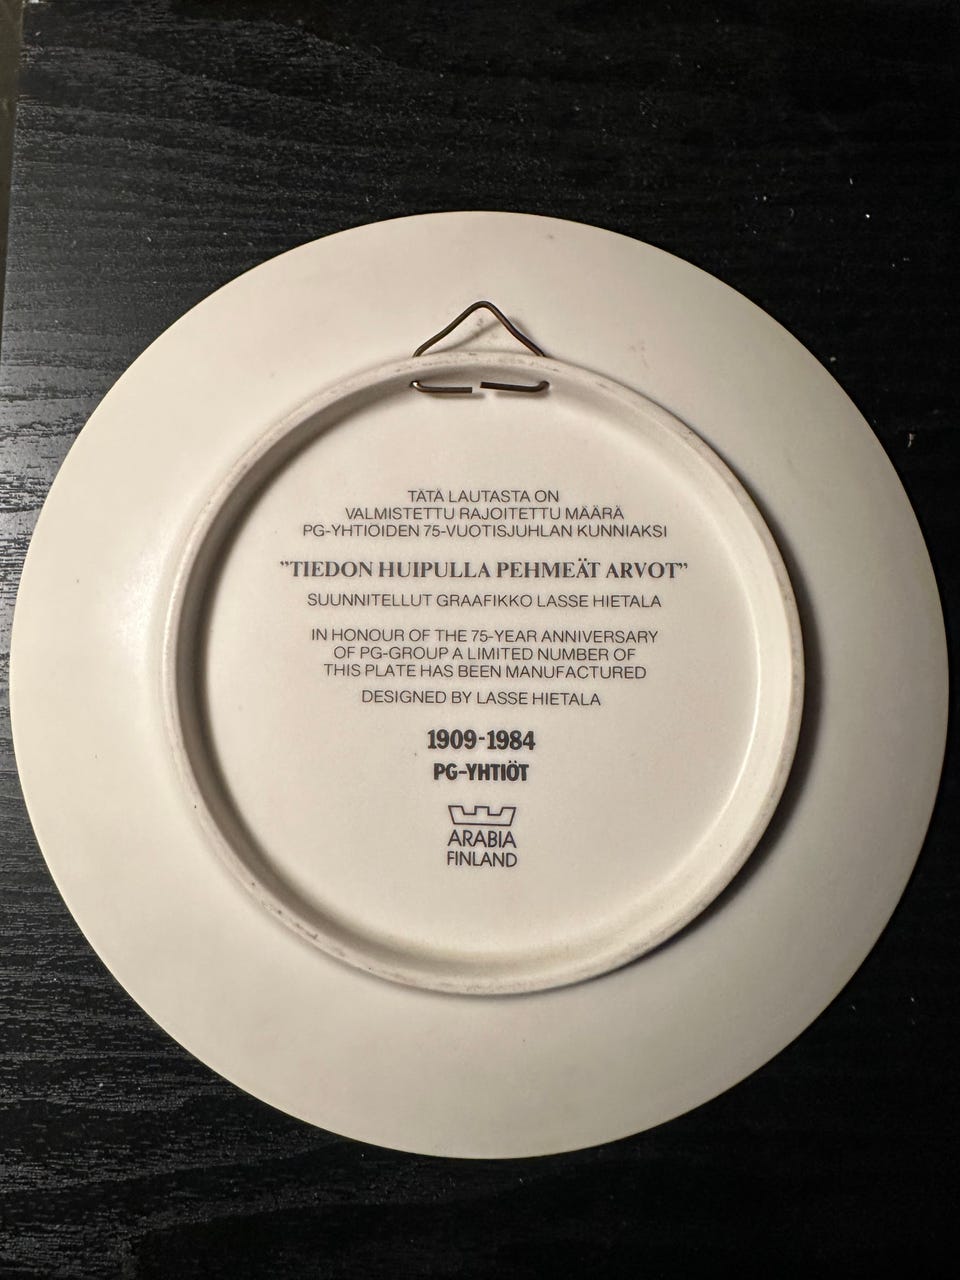 TÄTÄ LAUTASTA ON
VALMISTETTU RAJOITETTU MÄÄRÄ
PG-YHTIÖIDEN 75-VUOTISJUHLAN KUNNIAKSI
”TIEDON HUIPULLA PEHMEÄT ARVOT”
SUUNNITELLUT GRAAFIKKO LASSE HIETALA
IN HONOUR OF THE 75-YEAR ANNIVERSARY
OF PG-GROUP A LIMITED NUMBER OF
THIS PLATE HAS BEEN MANUFACTURED
DESIGNED BY LASSE HIETALA
1909-1984
PG-YHTIÖT
ARABIA
FINLAND